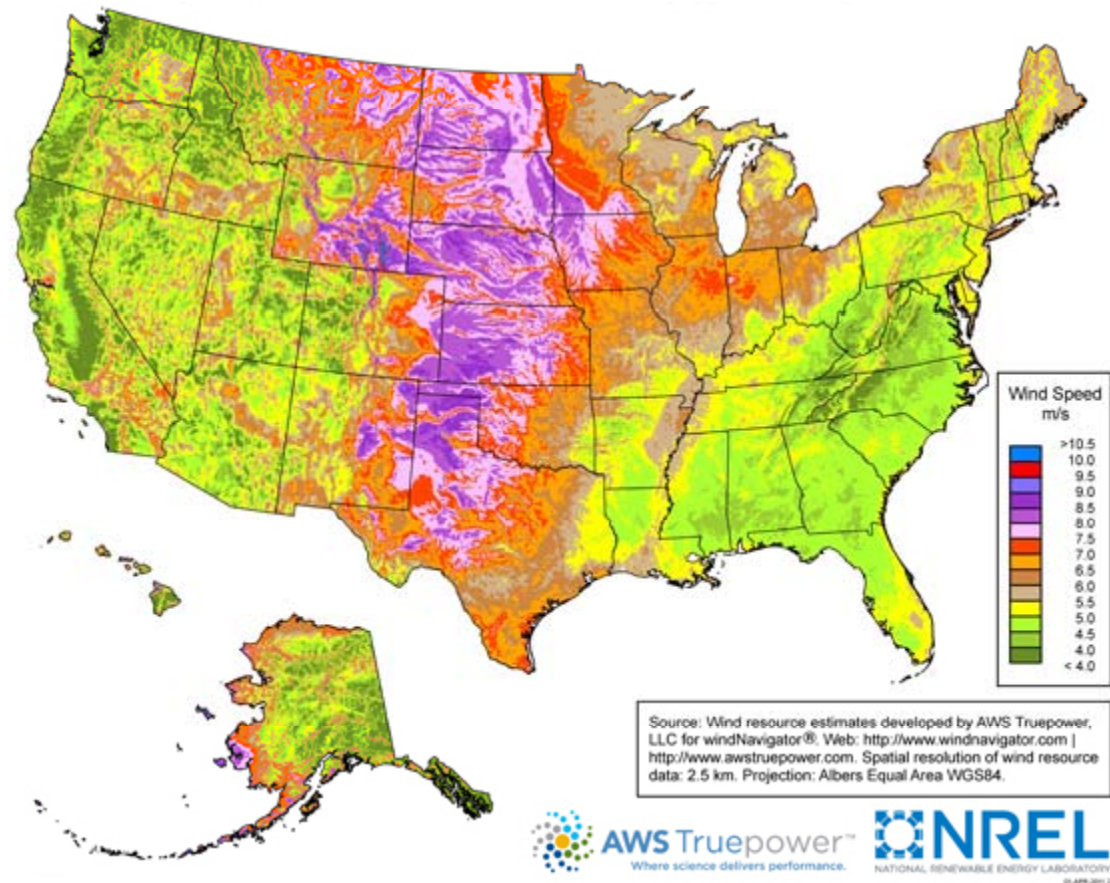 Wind Speed
m/s
>10.5
10.0
9.5
9.0
8.5
8.0
7.5
7.0
6.5
6.0
5.5
5.0
4.5
4.0
< 4.0
Source: Wind resource estimates developed by AWS Truepower,
LLC for windNavigator®. Web: http://www.windnavigator.com |
http://www.awstruepower.com. Spatial resolution of wind resource
data: 2.5 km. Projection: Albers Equal Area WGS84.
AWS Truepower™
Where science delivers performance.
NREL
NATIONAL RENEWABLE ENERGY LABORATORY